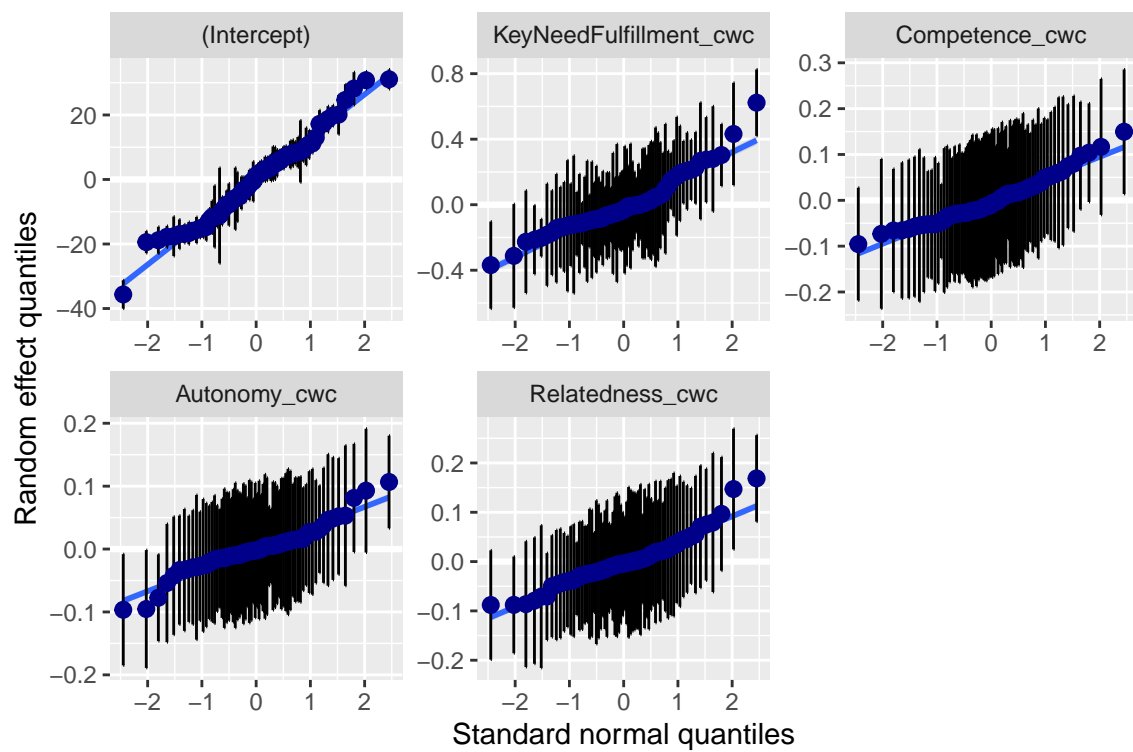 (Intercept) KeyNeedFulfillment_cwc Competence_cwc
20
0
−20
−40
0.8
0.4
0.0
−0.4
0.3
0.2
0.1
0.0
−0.1
−0.2
−2 −1 0 1 2
−2 −1 0 1 2
−2 −1 0 1 2
Autonomy_cwc Relatedness_cwc
0.2
0.1
0.0
−0.1
−0.2
0.2
0.1
0.0
−0.1
−0.2
−2 −1 0 1 2
−2 −1 0 1 2
Random effect quantiles
Standard normal quantiles